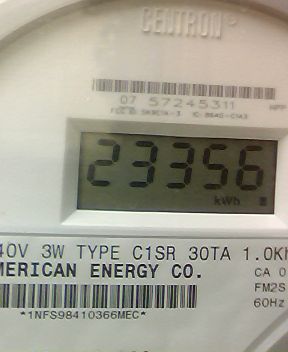 CENTRON
07 57245311
23356
kWh
40V 3W TYPE C1SR 30TA 1.0Kh
MERICAN ENERGY CO.
CA 0
FM2S
60Hz
*1NFS98410366MEC*